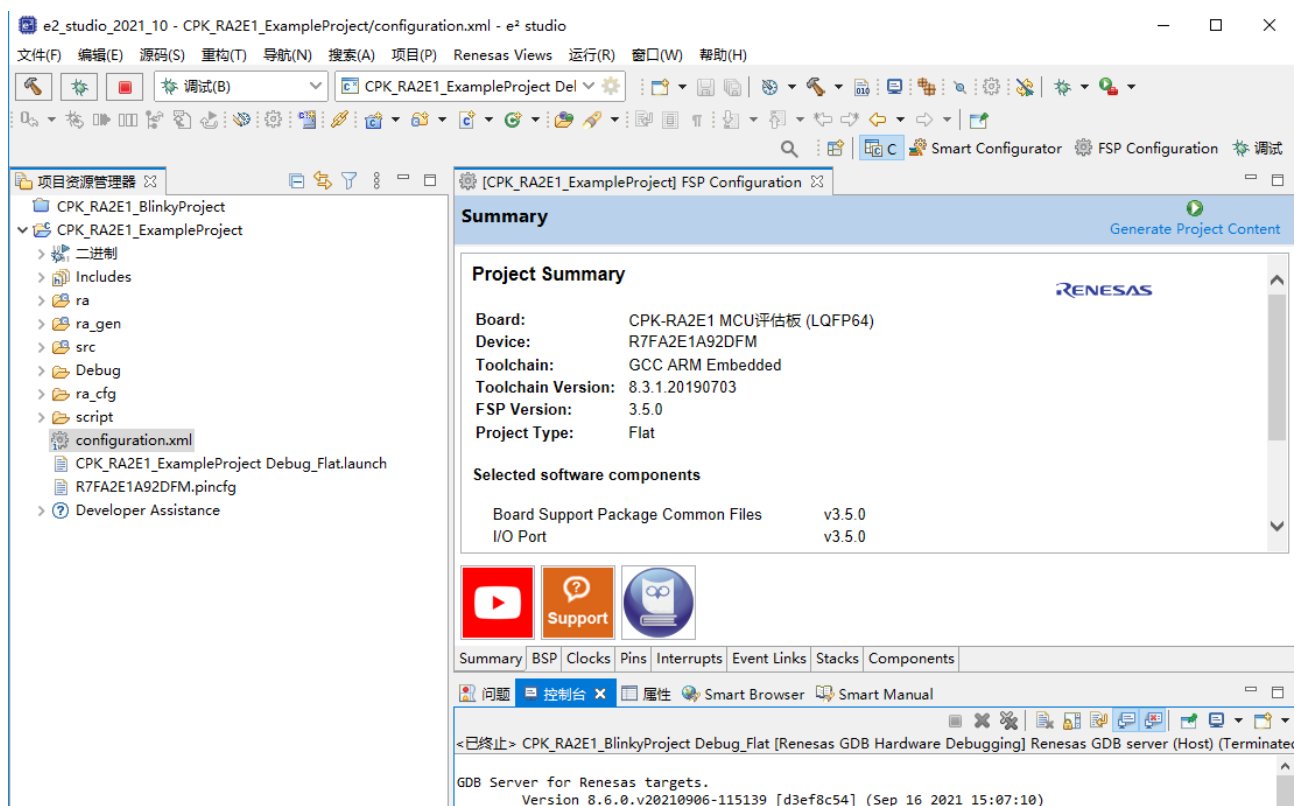 e2_studio_2021_10 - CPK_RA2E1_ExampleProject/configuration.xml - e² studio
文件(F) 编辑(E) 源码(S) 重构(T) 导航(N) 搜索(A) 项目(P) Renesas Views 运行(R) 窗口(W) 帮助(H)
调试(B) CPK_RA2E1_ExampleProject Del
C Smart Configurator FSP Configuration 调试
项目资源管理器 [CPK_RA2E1_ExampleProject] FSP Configuration
CPK_RA2E1_BlinkyProject
CPK_RA2E1_ExampleProject
二进制
Includes
ra
ra_gen
src
Debug
ra_cfg
script
configuration.xml
CPK_RA2E1_ExampleProject Debug_Flat.launch
R7FA2E1A92DFM.pincfg
Developer Assistance
Summary
Generate Project Content
Project Summary
RENESAS
Board: CPK-RA2E1 MCU评估板 (LQFP64)
Device: R7FA2E1A92DFM
Toolchain: GCC ARM Embedded
Toolchain Version: 8.3.1.20190703
FSP Version: 3.5.0
Project Type: Flat
Selected software components
Board Support Package Common Files v3.5.0
I/O Port v3.5.0
Support
Summary BSP Clocks Pins Interrupts Event Links Stacks Components
问题 控制台 属性 Smart Browser Smart Manual
<已终止> CPK_RA2E1_BlinkyProject Debug_Flat [Renesas GDB Hardware Debugging] Renesas GDB server (Host) (Terminated
GDB Server for Renesas targets.
Version 8.6.0.v20210906-115139 [d3ef8c54] (Sep 16 2021 15:07:10)